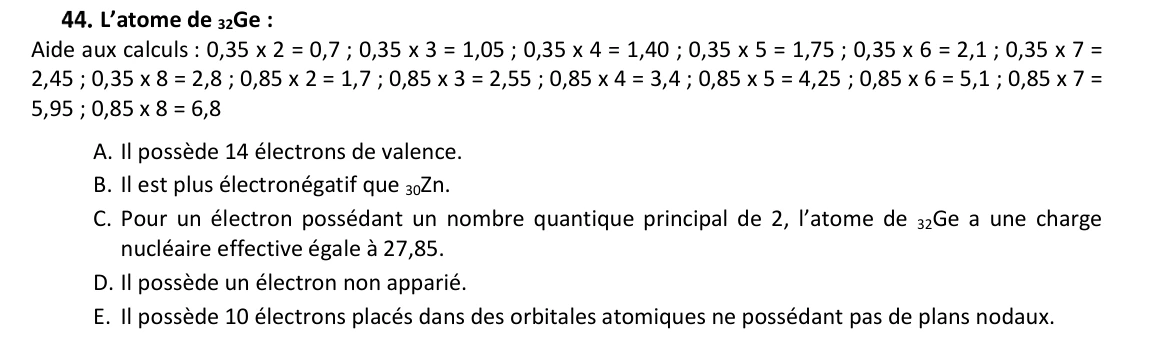 44. L’atome de ₃₂Ge :
Aide aux calculs : 0,35 x 2 = 0,7 ; 0,35 x 3 = 1,05 ; 0,35 x 4 = 1,40 ; 0,35 x 5 = 1,75 ; 0,35 x 6 = 2,1 ; 0,35 x 7 =
2,45 ; 0,35 x 8 = 2,8 ; 0,85 x 2 = 1,7 ; 0,85 x 3 = 2,55 ; 0,85 x 4 = 3,4 ; 0,85 x 5 = 4,25 ; 0,85 x 6 = 5,1 ; 0,85 x 7 =
5,95 ; 0,85 x 8 = 6,8
A. Il possède 14 électrons de valence.
B. Il est plus électronégatif que ₃₀Zn.
C. Pour un électron possédant un nombre quantique principal de 2, l’atome de ₃₂Ge a une charge
nucléaire effective égale à 27,85.
D. Il possède un électron non apparié.
E. Il possède 10 électrons placés dans des orbitales atomiques ne possédant pas de plans nodaux.